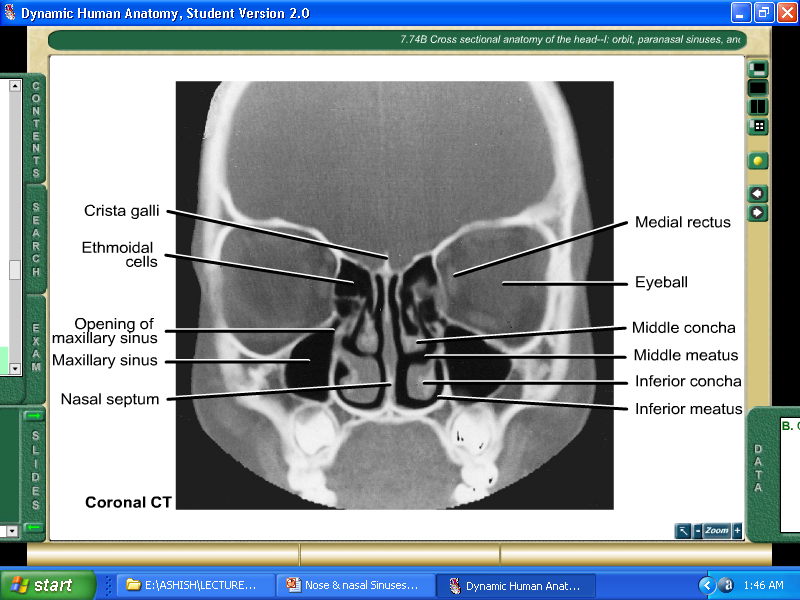 Dynamic Human Anatomy, Student Version 2.0
7.74B Cross sectional anatomy of the head--I: orbit, paranasal sinuses, and
CONTENTS
SEARCH
EXAM
SLIDES
Crista galli
Ethmoidal
cells
Opening of
maxillary sinus
Maxillary sinus
Nasal septum
Medial rectus
Eyeball
Middle concha
Middle meatus
Inferior concha
Inferior meatus
Coronal CT
B.
DATA
- Zoom +
start
E:\ASHISH\LECTURE...
Nose & nasal Sinuses...
Dynamic Human Anat...
a
1:46 AM